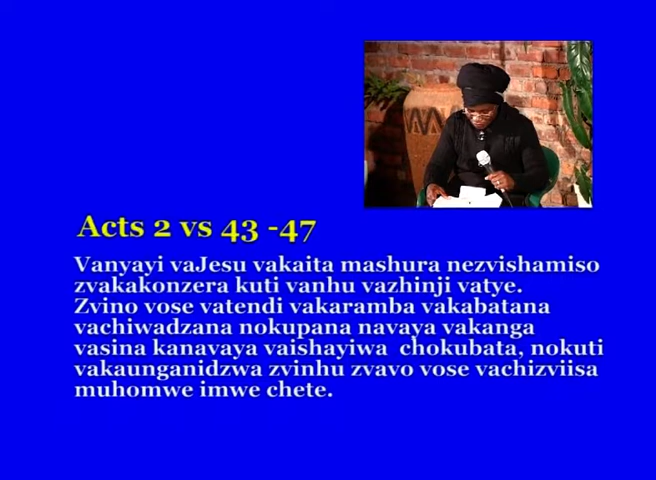 Acts 2 vs 43 -47
Vanyayi vaJesu vakaita mashura nezvishamiso
zvakakonzera kuti vanhu vazhinji vatye.
Zvino vose vatendi vakaramba vakabatana
vachiwadzana nokupana navaya vakanga
vasina kanavaya vaishayiwa chokubata, nokuti
vakaunganidzwa zvinhu zvavo vose vachizviisa
muhomwe imwe chete.